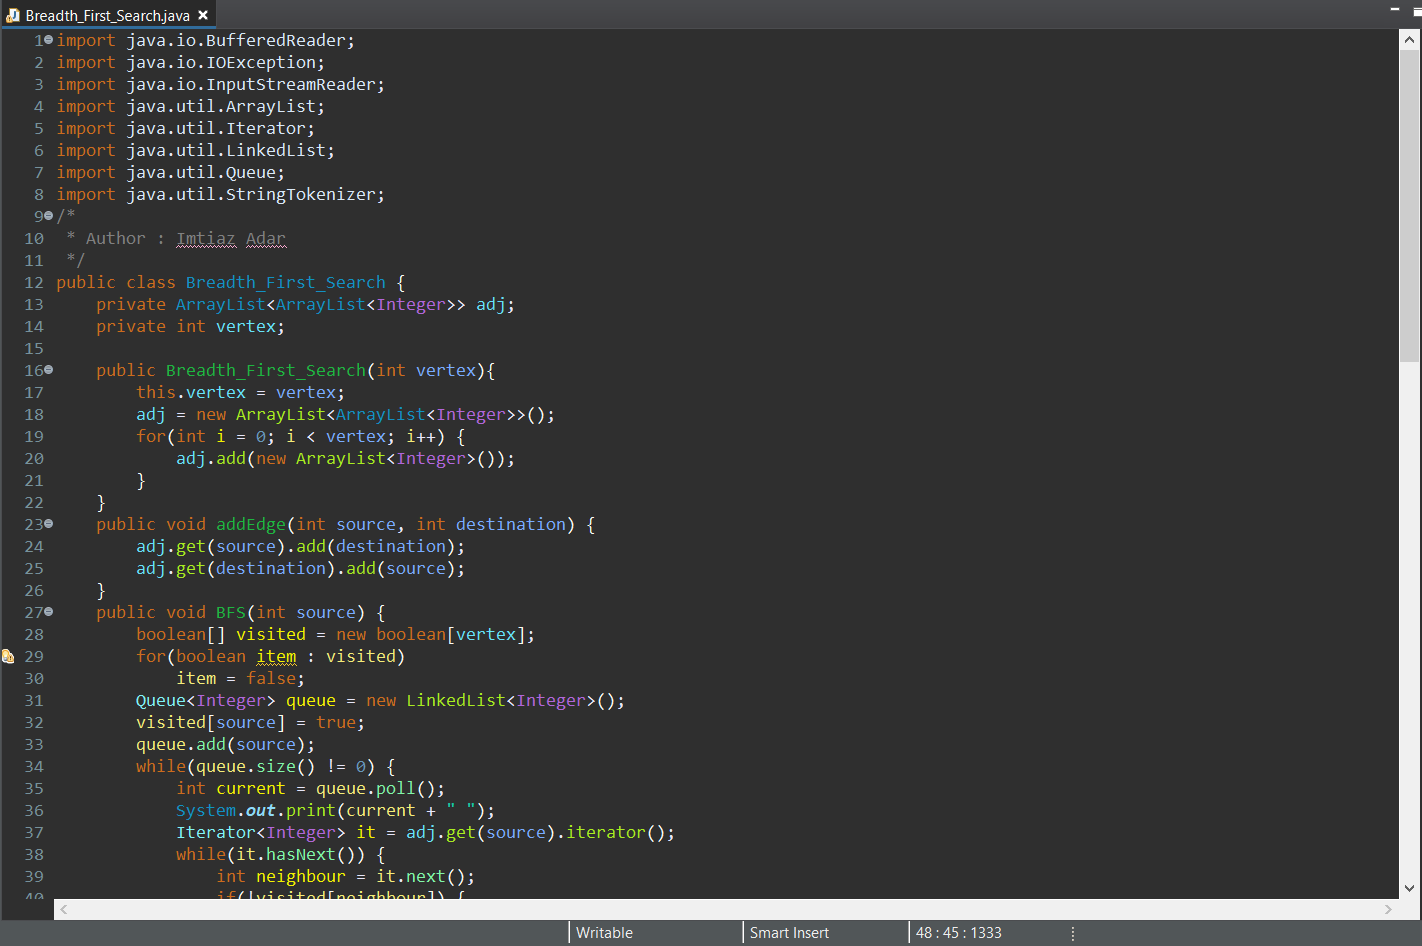 Breadth_First_Search.java
1 import java.io.BufferedReader;
2 import java.io.IOException;
3 import java.io.InputStreamReader;
4 import java.util.ArrayList;
5 import java.util.Iterator;
6 import java.util.LinkedList;
7 import java.util.Queue;
8 import java.util.StringTokenizer;
9 /*
10  * Author : Imtiaz Adar
11  */
12 public class Breadth_First_Search {
13     private ArrayList<ArrayList<Integer>> adj;
14     private int vertex;
15
16     public Breadth_First_Search(int vertex){
17         this.vertex = vertex;
18         adj = new ArrayList<ArrayList<Integer>>();
19         for(int i = 0; i < vertex; i++) {
20             adj.add(new ArrayList<Integer>());
21         }
22     }
23     public void addEdge(int source, int destination) {
24         adj.get(source).add(destination);
25         adj.get(destination).add(source);
26     }
27     public void BFS(int source) {
28         boolean[] visited = new boolean[vertex];
29         for(boolean item : visited)
30             item = false;
31         Queue<Integer> queue = new LinkedList<Integer>();
32         visited[source] = true;
33         queue.add(source);
34         while(queue.size() != 0) {
35             int current = queue.poll();
36             System.out.print(current + " ");
37             Iterator<Integer> it = adj.get(source).iterator();
38             while(it.hasNext()) {
39                 int neighbour = it.next();
40                 if(!visited[neighbour]) {
Writable
Smart Insert
48 : 45 : 1333